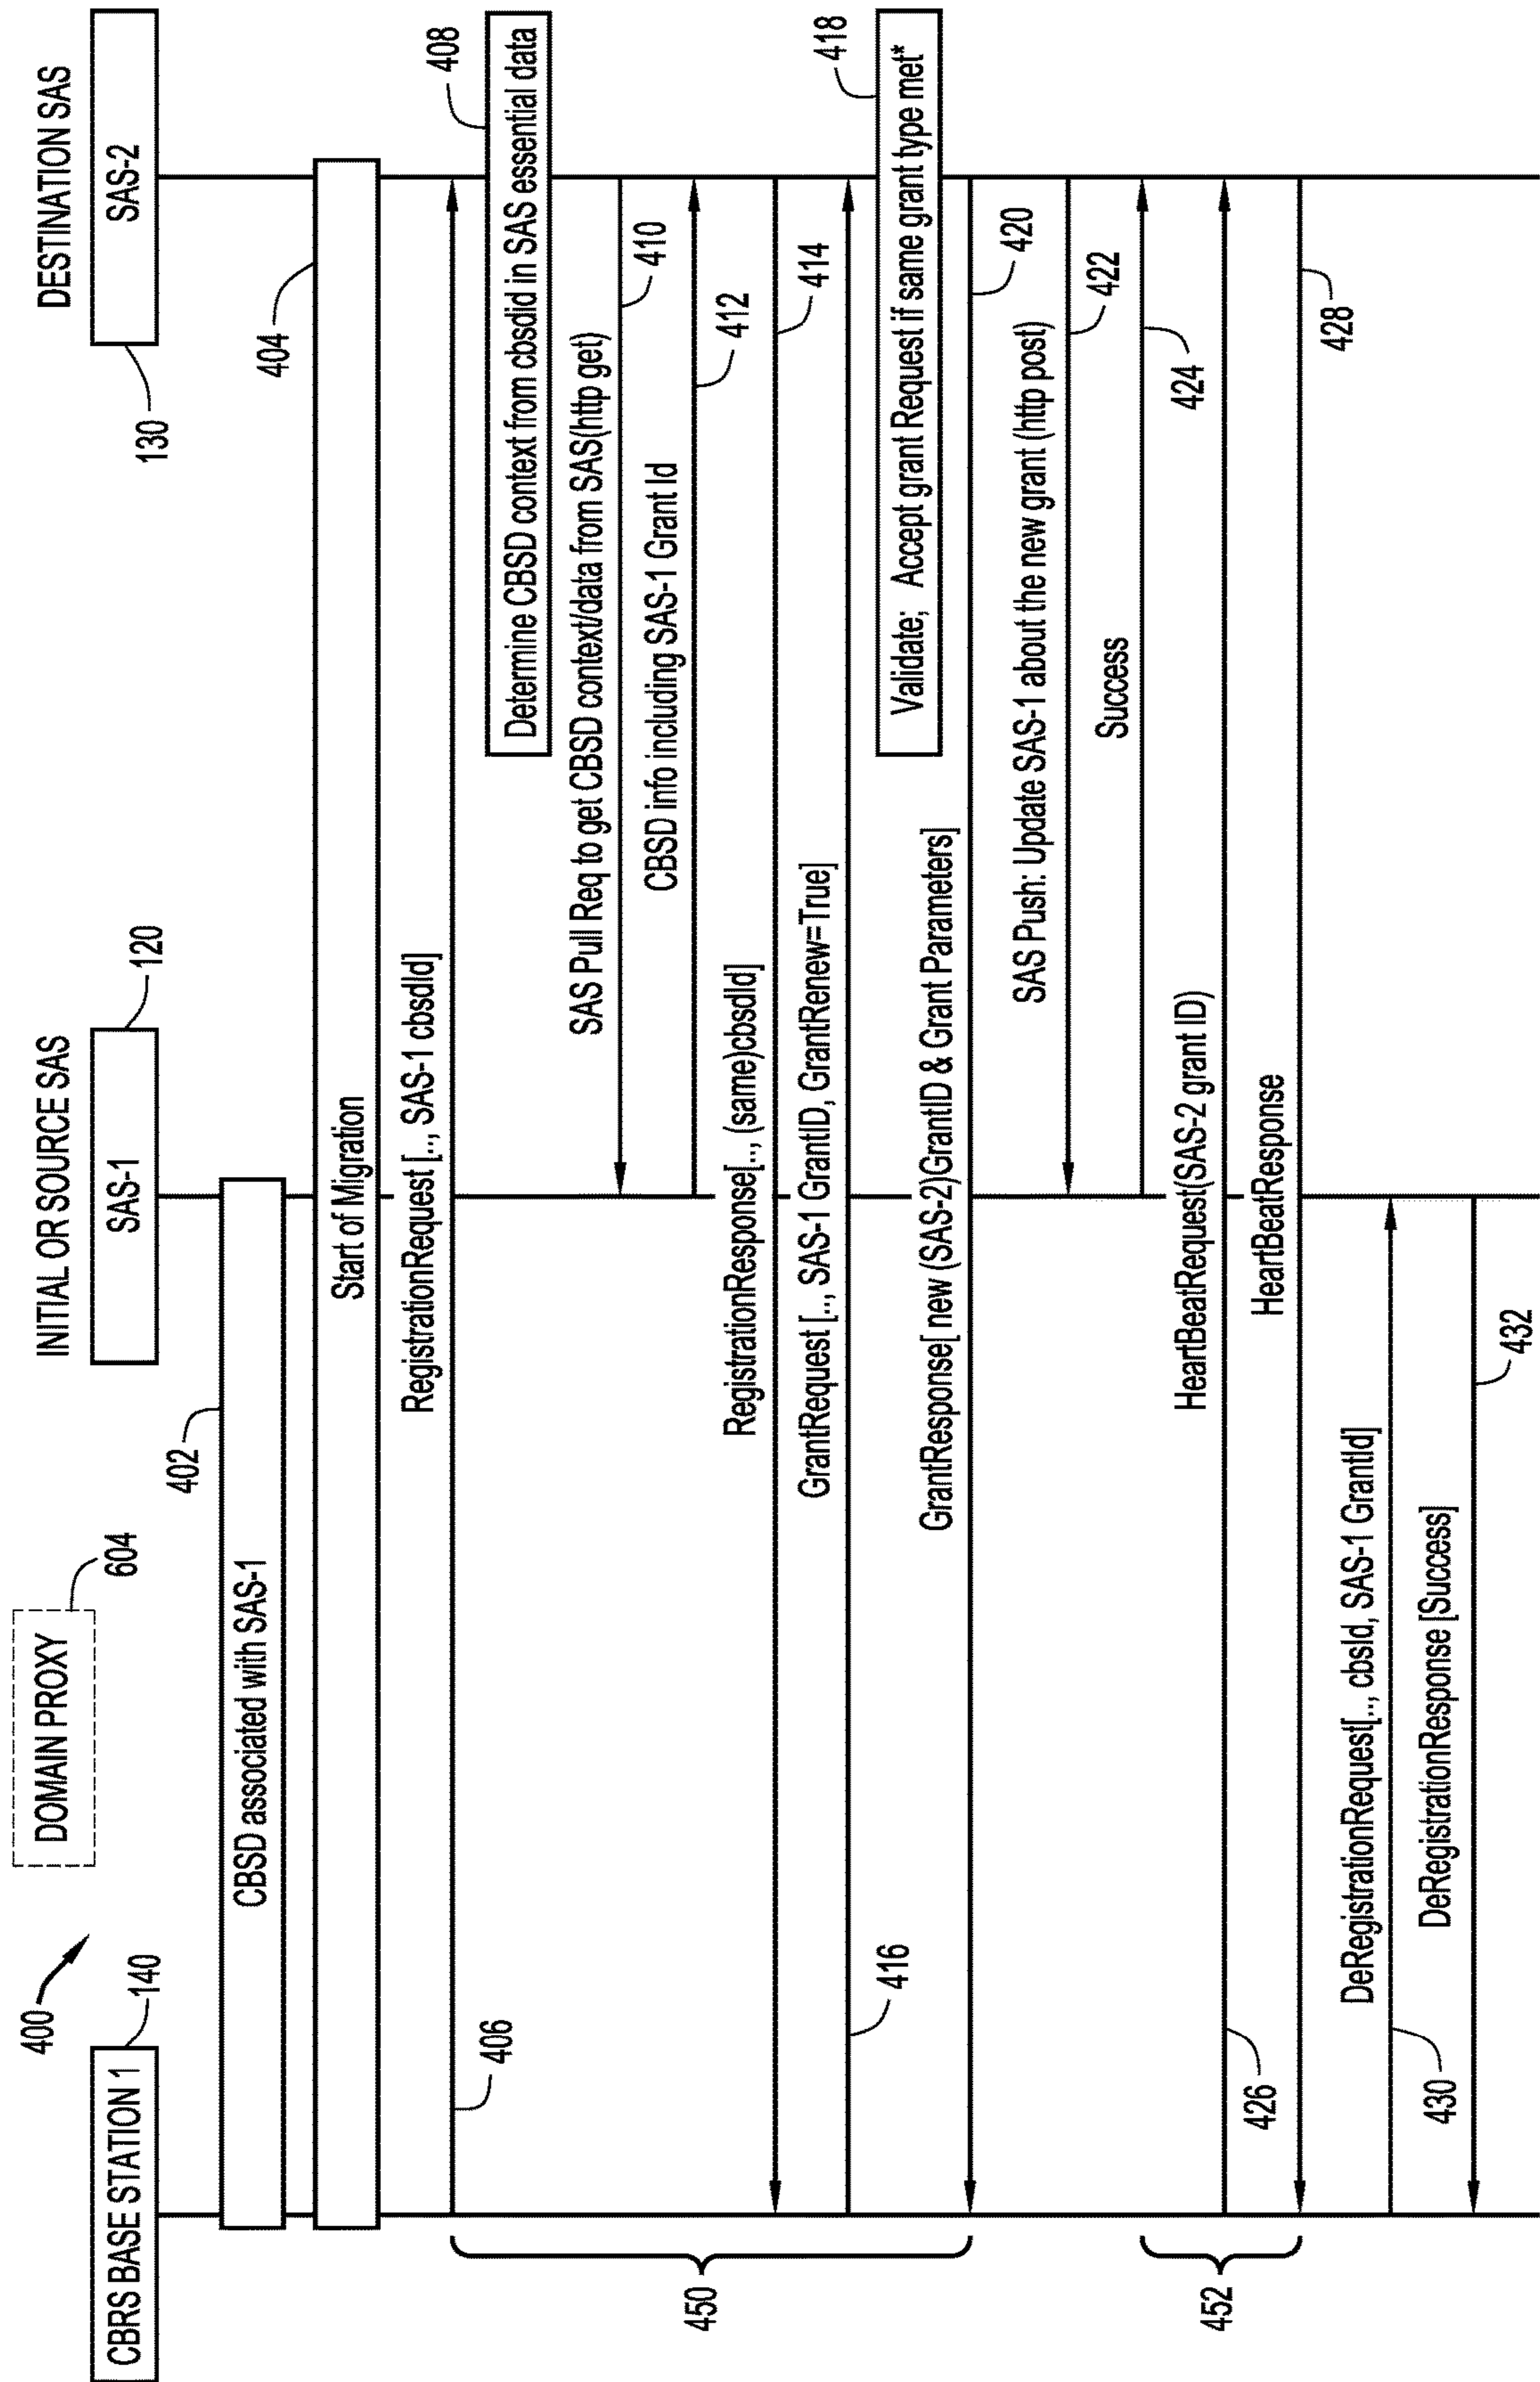 400
DOMAIN PROXY
604
INITIAL OR SOURCE SAS
DESTINATION SAS
CBRS BASE STATION 1
140
SAS-1
120
SAS-2
130
402
CBSD associated with SAS-1
404
Start of Migration
RegistrationRequest [.., SAS-1 cbsdId]
406
408
Determine CBSD context from cbsdid in SAS essential data
SAS Pull Req to get CBSD context/data from SAS(http get)
410
CBSD info including SAS-1 Grant Id
412
RegistrationResponse[.., (same)cbsdId]
414
GrantRequest [.., SAS-1 GrantID, GrantRenew=True]
416
418
Validate; Accept grant Request if same grant type met*
GrantResponse[ new (SAS-2)GrantID & Grant Parameters]
420
450
SAS Push: Update SAS-1 about the new grant (http post)
422
Success
424
HeartBeatRequest(SAS-2 grant ID)
426
HeartBeatResponse
428
452
DeRegistrationRequest[.., cbsId, SAS-1 GrantId]
430
DeRegistrationResponse [Success]
432